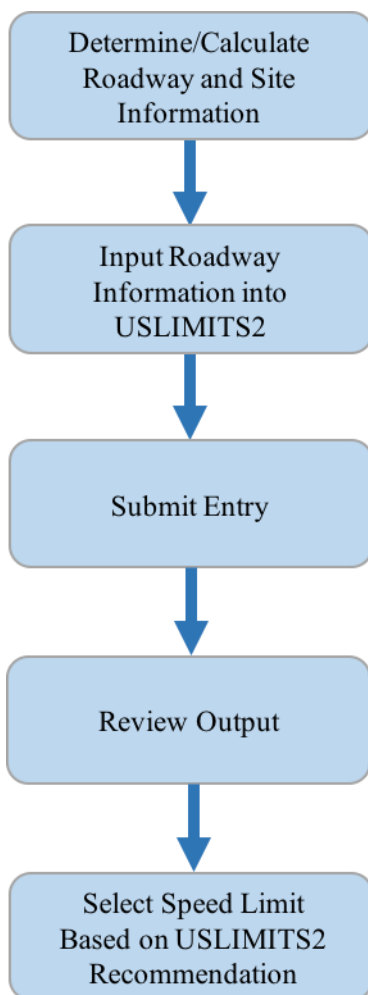 Determine/Calculate
Roadway and Site
Information
Input Roadway
Information into
USLIMITS2
Submit Entry
Review Output
Select Speed Limit
Based on USLIMITS2
Recommendation